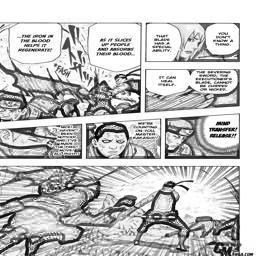 YOU DON'T
KNOW A
THING.
THAT
BLADE
HAS A
SPECIAL
ABILITY.
AS IT SLICES
UP PEOPLE
AND ABSORBS
THEIR
BLOOD...
...THE IRON IN
THE BLOOD
HELPS IT
REGENERATE!
THE SEVERING
SWORD, THE
EXECUTIONER'S
BLADE, CANNOT
BE CHIPPED
OR NICKED.
IT CAN
HEAL
ITSELF.
MIND
TRANSFER!
RELEASE!!
WE'RE
COUNTING
ON YOU
MASTER
KAKASHI!